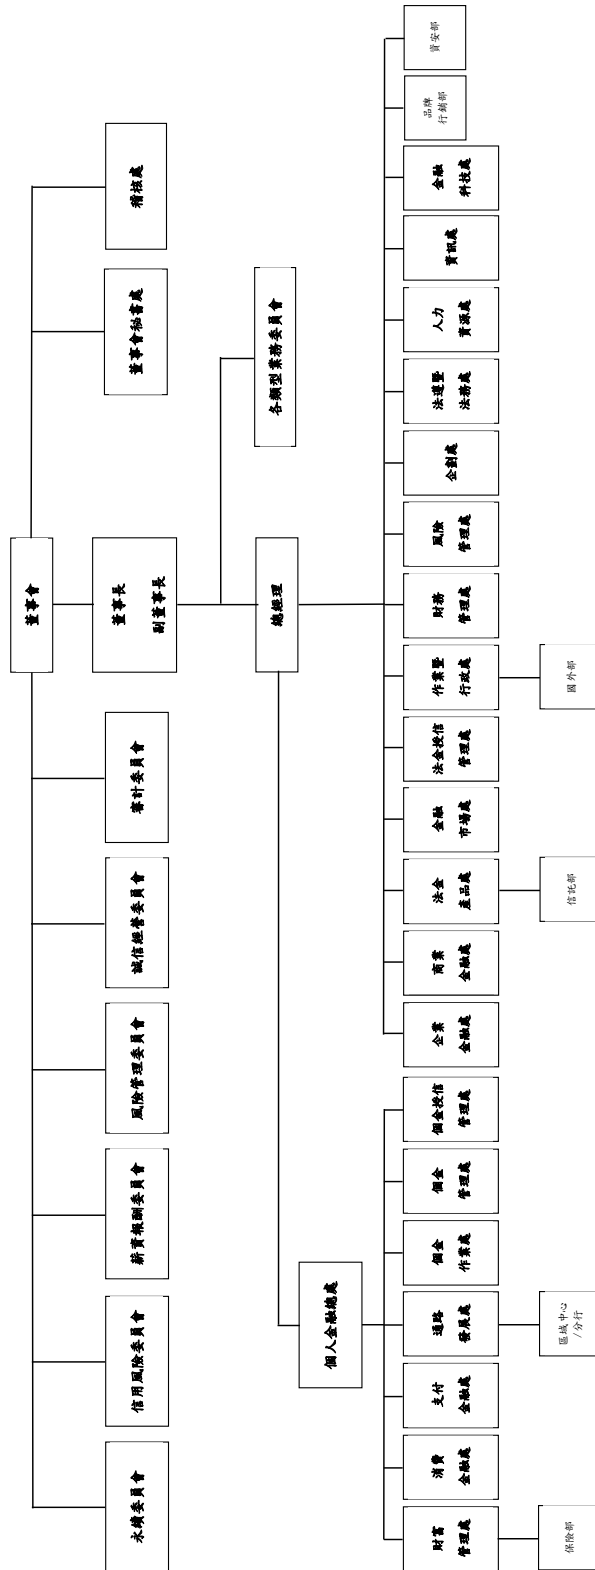 董事會
永續委員會
信用風險委員會
薪資報酬委員會
風險管理委員會
誠信經營委員會
審計委員會
董事長
副董事長
董事會秘書處
稽核處
各類型業務委員會
總經理
個人金融總處
財富
管理處
消費
金融處
支付
金融處
通路
發展處
個金
作業處
個金
管理處
個金授信
管理處
企業
金融處
商業
金融處
法金
產品處
金融
市場處
法金授信
管理處
作業暨
行政處
財務
管理處
風險
管理處
企劃處
法遵暨
法務處
人力
資源處
資訊處
金融
科技處
品牌
行銷部
資安部
保險部
區域中心
/分行
信託部
國外部